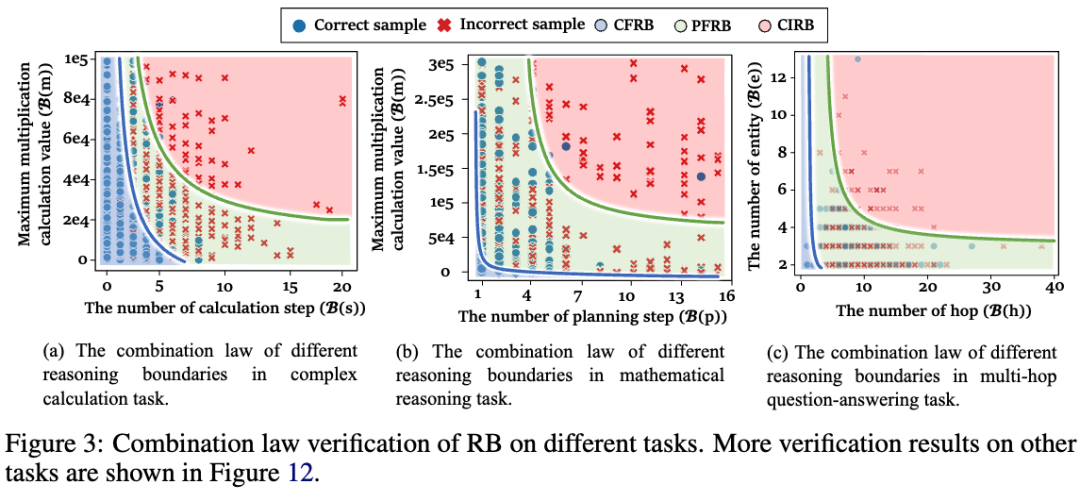 Correct sample Incorrect sample CFRB PFRB CIRB
Maximum multiplication
calculation value (B(m))
1e5
8e4
6e4
4e4
2e4
0
0 5 10 15 20
The number of calculation step (B(s))
(a) The combination law of different
reasoning boundaries in complex
calculation task.
Maximum multiplication
calculation value (B(m))
3e5
2.5e5
2e5
1.5e5
1e5
5e4
0
1 4 7 10 13 16
The number of planning step (B(p))
(b) The combination law of different
reasoning boundaries in mathematical
reasoning task.
The number of entity (B(e))
12
10
8
6
4
2
0 10 20 30 40
The number of hop (B(h))
(c) The combination law of different
reasoning boundaries in multi-hop
question-answering task.
Figure 3: Combination law verification of RB on different tasks. More verification results on other
tasks are shown in Figure 12.